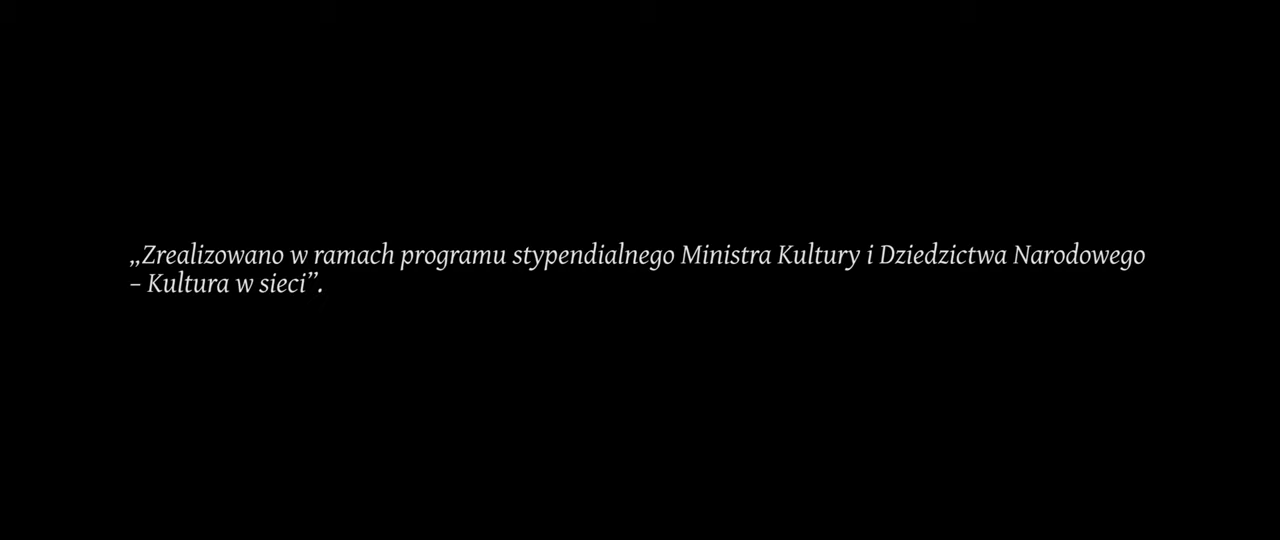 „Zrealizowano w ramach programu stypendialnego Ministra Kultury i Dziedzictwa Narodowego
– Kultura w sieci”.